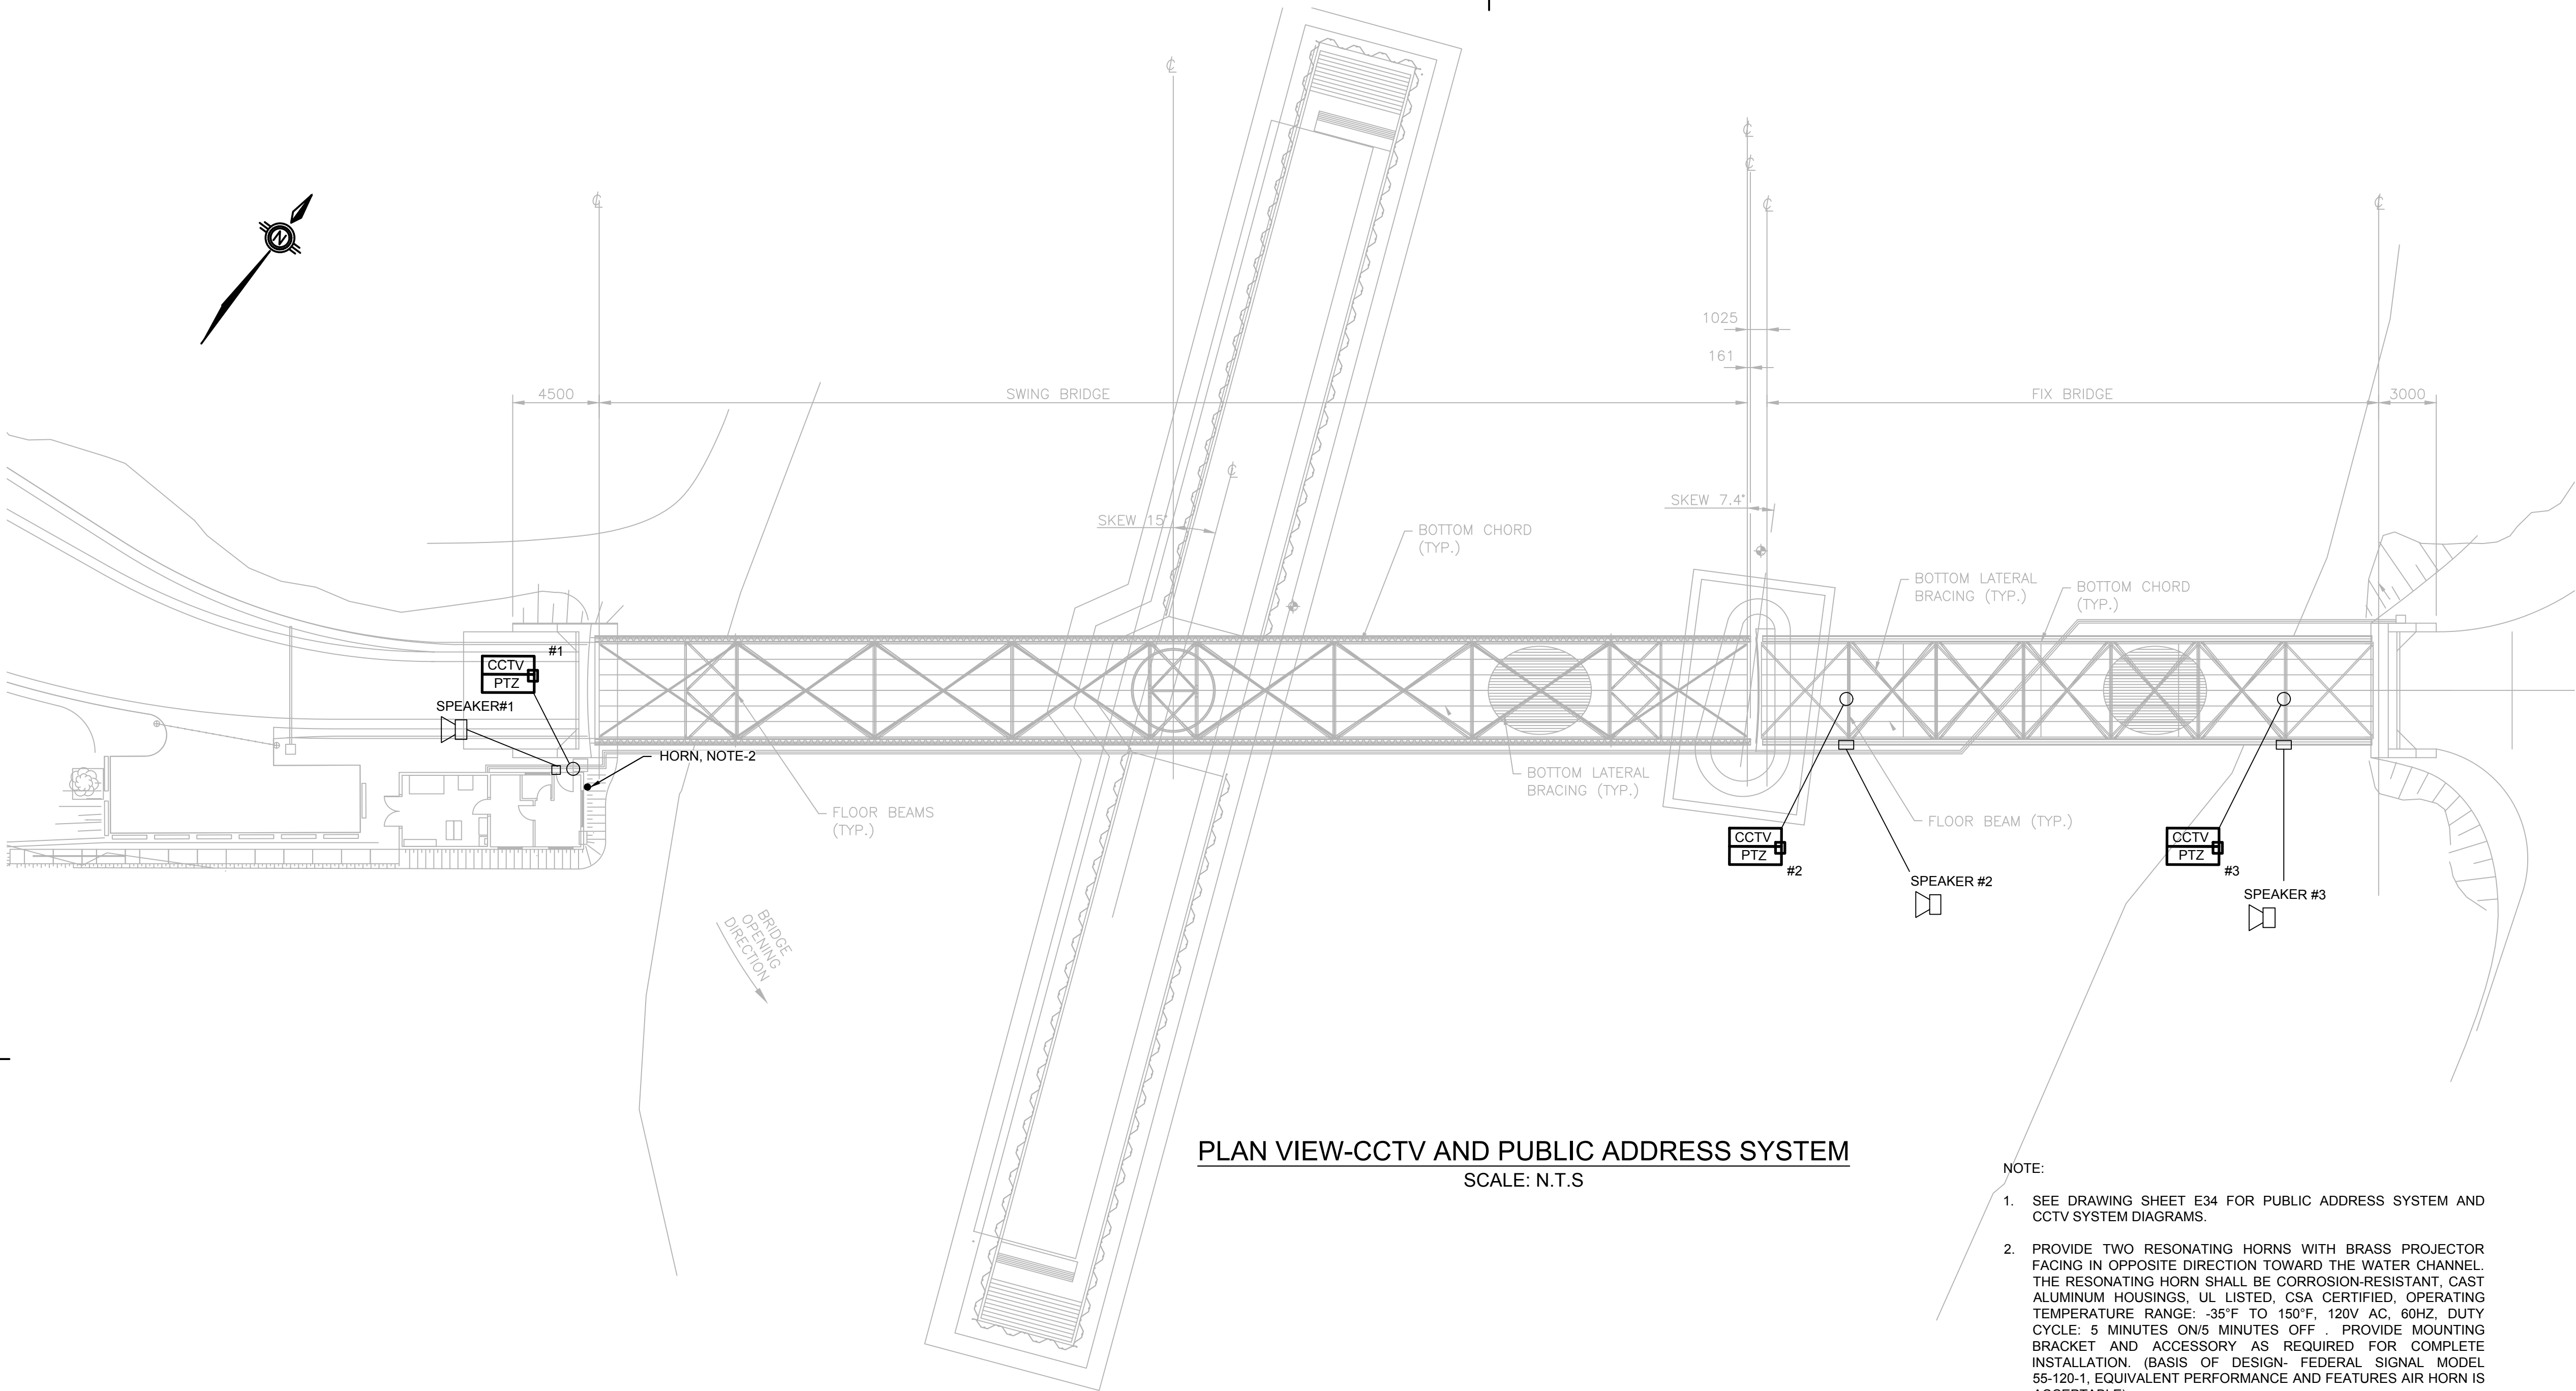 ℄
℄
℄
℄
℄
℄
N
1025
161
4500
SWING BRIDGE
FIX BRIDGE
3000
℄
SKEW 15°
SKEW 7.4°
BOTTOM CHORD
(TYP.)
BOTTOM LATERAL
BRACING (TYP.)
BOTTOM CHORD
(TYP.)
#1
CCTV
PTZ
SPEAKER#1
HORN, NOTE-2
FLOOR BEAMS
(TYP.)
BOTTOM LATERAL
BRACING (TYP.)
FLOOR BEAM (TYP.)
CCTV
PTZ
#2
SPEAKER #2
CCTV
PTZ
#3
SPEAKER #3
BRIDGE
OPENING
DIRECTION
PLAN VIEW-CCTV AND PUBLIC ADDRESS SYSTEM
SCALE: N.T.S
NOTE:
1. SEE DRAWING SHEET E34 FOR PUBLIC ADDRESS SYSTEM AND
CCTV SYSTEM DIAGRAMS.
2. PROVIDE TWO RESONATING HORNS WITH BRASS PROJECTOR
FACING IN OPPOSITE DIRECTION TOWARD THE WATER CHANNEL.
THE RESONATING HORN SHALL BE CORROSION-RESISTANT, CAST
ALUMINUM HOUSINGS, UL LISTED, CSA CERTIFIED, OPERATING
TEMPERATURE RANGE: -35°F TO 150°F, 120V AC, 60HZ, DUTY
CYCLE: 5 MINUTES ON/5 MINUTES OFF . PROVIDE MOUNTING
BRACKET AND ACCESSORY AS REQUIRED FOR COMPLETE
INSTALLATION. (BASIS OF DESIGN- FEDERAL SIGNAL MODEL
55-120-1, EQUIVALENT PERFORMANCE AND FEATURES AIR HORN IS